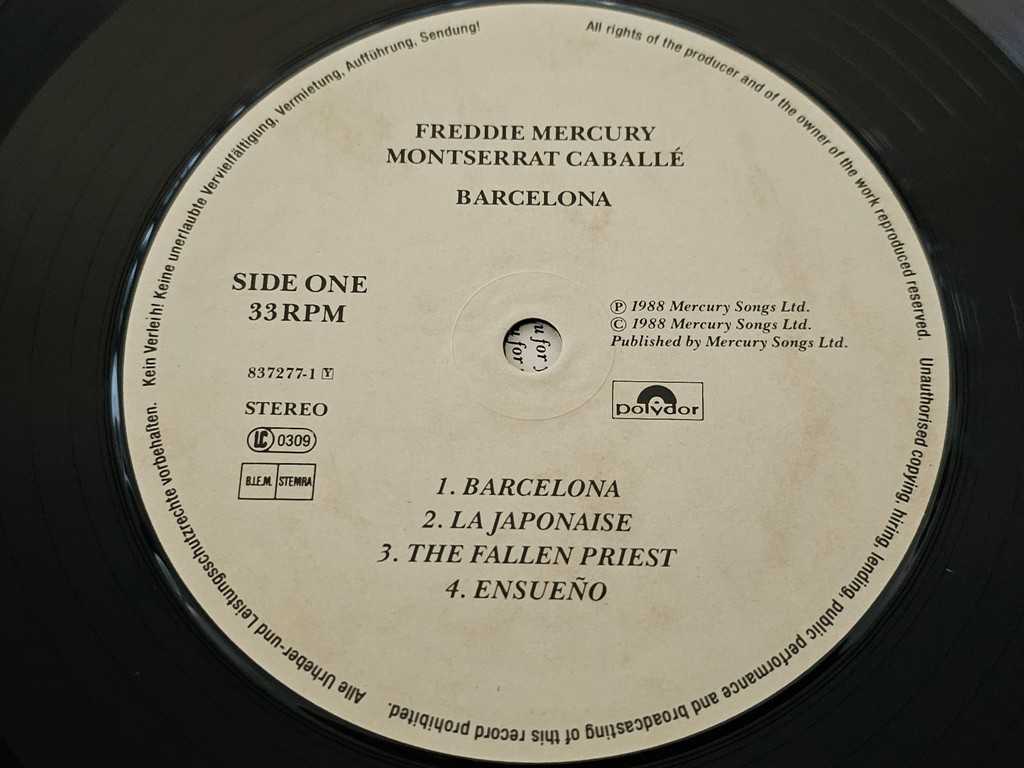 Alle Urheber-und Leistungsschutzrechte vorbehalten. Kein Verleih! Keine unerlaubte Vervielfältigung, Vermietung, Aufführung, Sendung!
All rights of the producer and of the owner of the work reproduced reserved. Unauthorised copying, hiring, lending, public performance and broadcasting of this record prohibited.
FREDDIE MERCURY
MONTSERRAT CABALLÉ
BARCELONA
SIDE ONE
33RPM
837277-1 Y
STEREO
LC 0309
B.I.E.M. STEMRA
℗ 1988 Mercury Songs Ltd.
© 1988 Mercury Songs Ltd.
Published by Mercury Songs Ltd.
polydor
u for
u for
1. BARCELONA
2. LA JAPONAISE
3. THE FALLEN PRIEST
4. ENSUEÑO